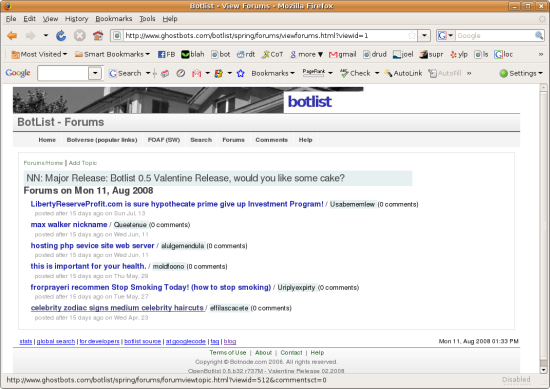 Botlist - View Forums - Mozilla Firefox
File Edit View History Bookmarks Tools Help
http://www.ghostbots.com/botlist/spring/forums/viewforums.html?viewid=1 Google
Most Visited Smart Bookmarks FB blah bot rdt CoT more gmail drud joel supr ylp ls loc
Google Search Bookmarks PageRank Check AutoLink AutoFill Settings
botlist
BotList - Forums
Home Botverse (popular links) FOAF (SW) Search Forums Comments Help
Forums/Home | Add Topic
NN: Major Release: Botlist 0.5 Valentine Release, would you like some cake?
Forums on Mon 11, Aug 2008
LibertyReserveProfit.com is sure hypothecate prime give up Investment Program! / Usabememlew (0 comments)
posted after 15 days ago on Sun Jul, 13
max walker nickname / Queetenue (0 comments)
posted after 15 days ago on Wed Jun, 11
hosting php sevice site web server / alulgemendula (0 comments)
posted after 15 days ago on Wed Jun, 11
this is important for your health. / moldfoono (0 comments)
posted after 15 days ago on Thu May, 29
frorprayeri recommen Stop Smoking Today! (how to stop smoking) / Uriplyexpirty (0 comments)
posted after 15 days ago on Tue May, 27
celebrity zodiac signs medium celebrity haircuts / effilascacete (0 comments)
posted after 15 days ago on Wed Apr, 23
stats | global search | for developers | botlist source | at googlecode | faq | blog Mon 11, Aug 2008 01:33 PM
Terms of Use | About | Contact | Help
Copyright © Botnode.com 2006. All rights reserved.
OpenBotlist 0.5.b32 r737M - Valentine Release 02.2008
http://www.ghostbots.com/botlist/spring/forums/forumviewtopic.html?viewid=512&commentsct=0 Disabled